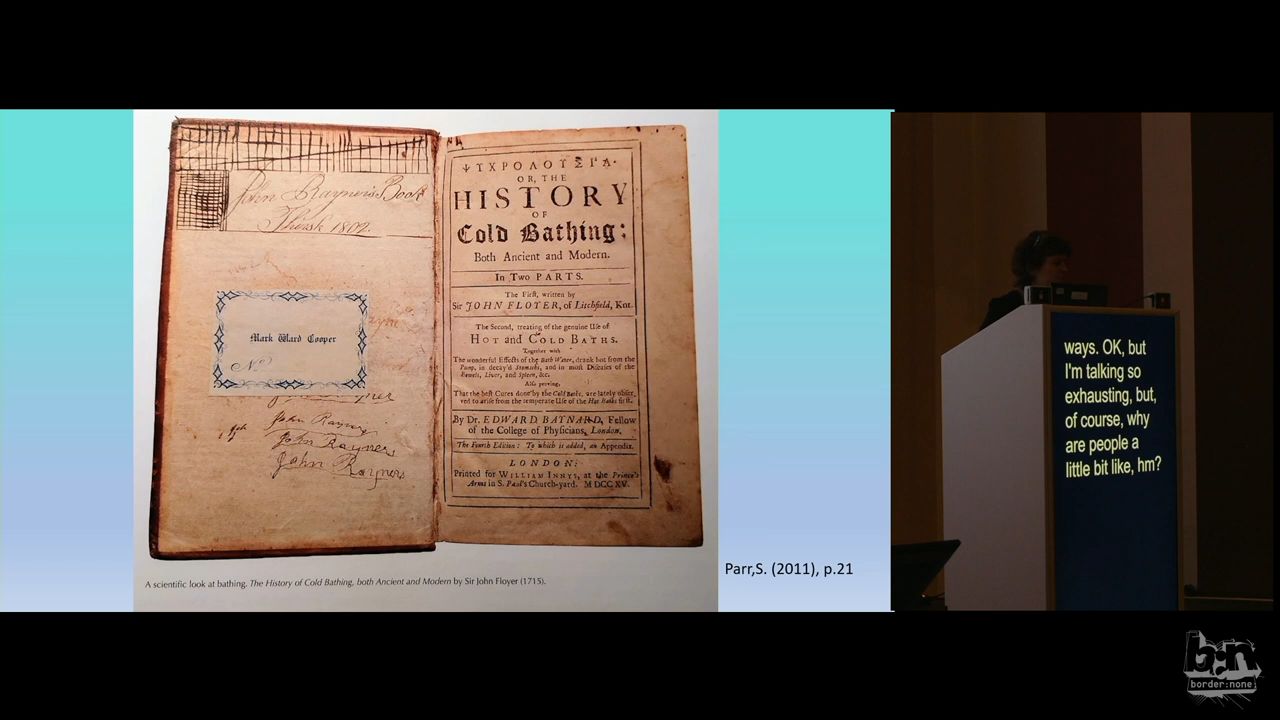 John Rayner's Book
Thirsk 1809.
Mark Ward Cooper
No
John Rayner
John Rayners
John Rayners
ΨΥΧΡΟΛΟΥΣΙΑ·
OR, THE
HISTORY
OF
Cold Bathing:
Both Ancient and Modern.
In Two PARTS.
The First, written by
Sir JOHN FLOYER, of Litchfield, Knt.
The Second, treating of the genuine Use of
HOT and COLD BATHS.
Together with
The wonderful Effects of the Bath Water, drank hot from the
Pump, in decay'd Stomachs, and in most Diseases of the
Bowels, Liver, and Spleen, &c.
Also proving,
That the best Cures done by the Cold Baths, are lately obser-
ved to arise from the temperate Use of the Hot Baths first.
By Dr. EDWARD BAYNARD, Fellow
of the College of Physicians, London.
The Fourth Edition: To which is added, an Appendix.
LONDON:
Printed for WILLIAM INNYS, at the Prince's
Arms in S. Paul's Church-yard. MDCCXV.
A scientific look at bathing. The History of Cold Bathing, both Ancient and Modern by Sir John Floyer (1715).
Parr,S. (2011), p.21
ways. OK, but
I'm talking so
exhausting, but,
of course, why
are people a
little bit like, hm?
b:n
border:none